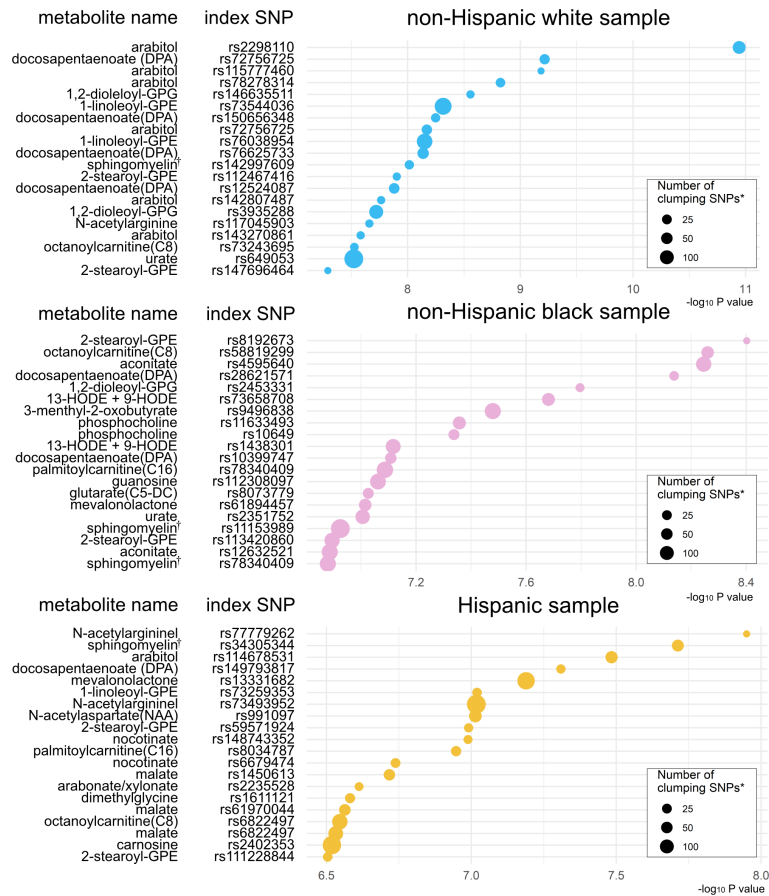 metabolite name index SNP non-Hispanic white sample
arabitol rs2298110
docosapentaenoate (DPA) rs72756725
arabitol rs115777460
arabitol rs78278314
1,2-dioleloyl-GPG rs146635511
1-linoleoyl-GPE rs73544036
docosapentaenoate(DPA) rs150656348
arabitol rs72756725
1-linoleoyl-GPE rs76038954
docosapentaenoate(DPA) rs76625733
sphingomyelin† rs142997609
2-stearoyl-GPE rs112467416
docosapentaenoate(DPA) rs12524087
arabitol rs142807487
1,2-dioleoyl-GPG rs3935288
N-acetylarginine rs117045903
arabitol rs143270861
octanoylcarnitine(C8) rs73243695
urate rs649053
2-stearoyl-GPE rs147696464
Number of
clumping SNPs*
25
50
100
8 9 10 11
-log10 P value
metabolite name index SNP non-Hispanic black sample
2-stearoyl-GPE rs8192673
octanoylcarnitine(C8) rs58819299
aconitate rs4595640
docosapentaenoate(DPA) rs28621571
1,2-dioleoyl-GPG rs2453331
13-HODE + 9-HODE rs73658708
3-menthyl-2-oxobutyrate rs9496838
phosphocholine rs11633493
phosphocholine rs10649
13-HODE + 9-HODE rs1438301
docosapentaenoate(DPA) rs10399747
palmitoylcarnitine(C16) rs78340409
guanosine rs112308097
glutarate(C5-DC) rs8073779
mevalonolactone rs61894457
urate rs2351752
sphingomyelin† rs11153989
2-stearoyl-GPE rs113420860
aconitate rs12632521
sphingomyelin† rs78340409
Number of
clumping SNPs*
25
50
100
7.2 7.6 8.0 8.4
-log10 P value
metabolite name index SNP Hispanic sample
N-acetylargininel rs77779262
sphingomyelin† rs34305344
arabitol rs114678531
docosapentaenoate (DPA) rs149793817
mevalonolactone rs13331682
1-linoleoyl-GPE rs73259353
N-acetylargininel rs73493952
N-acetylaspartate(NAA) rs991097
2-stearoyl-GPE rs59571924
nocotinate rs148743352
palmitoylcarnitine(C16) rs8034787
nocotinate rs6679474
malate rs1450613
arabonate/xylonate rs2235528
dimethylglycine rs1611121
malate rs61970044
octanoylcarnitine(C8) rs6822497
malate rs6822497
carnosine rs2402353
2-stearoyl-GPE rs111228844
Number of
clumping SNPs*
25
50
100
6.5 7.0 7.5 8.0
-log10 P value